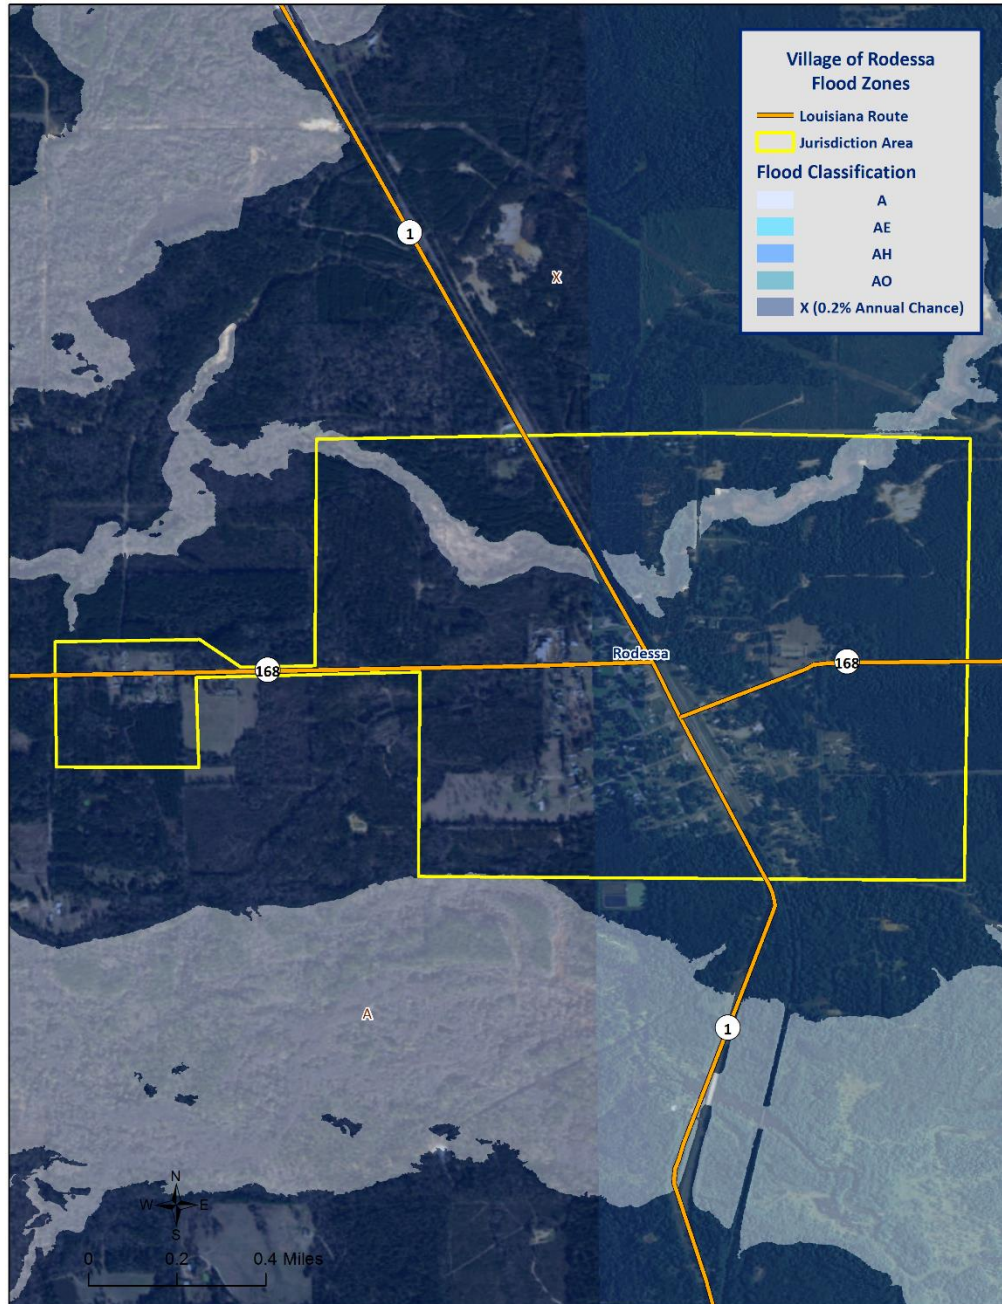 Village of Rodessa
Flood Zones
Louisiana Route
Jurisdiction Area
Flood Classification
A
AE
AH
AO
X (0.2% Annual Chance)
1
X
Rodessa
168
168
A
1
N
W E
S
0 0.2 0.4 Miles